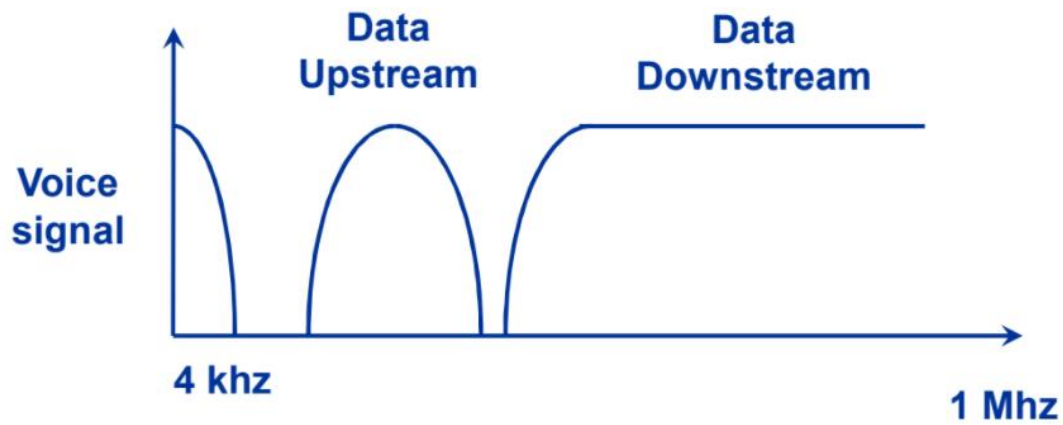 Data
Upstream
Data
Downstream
Voice
signal
4 khz
1 Mhz